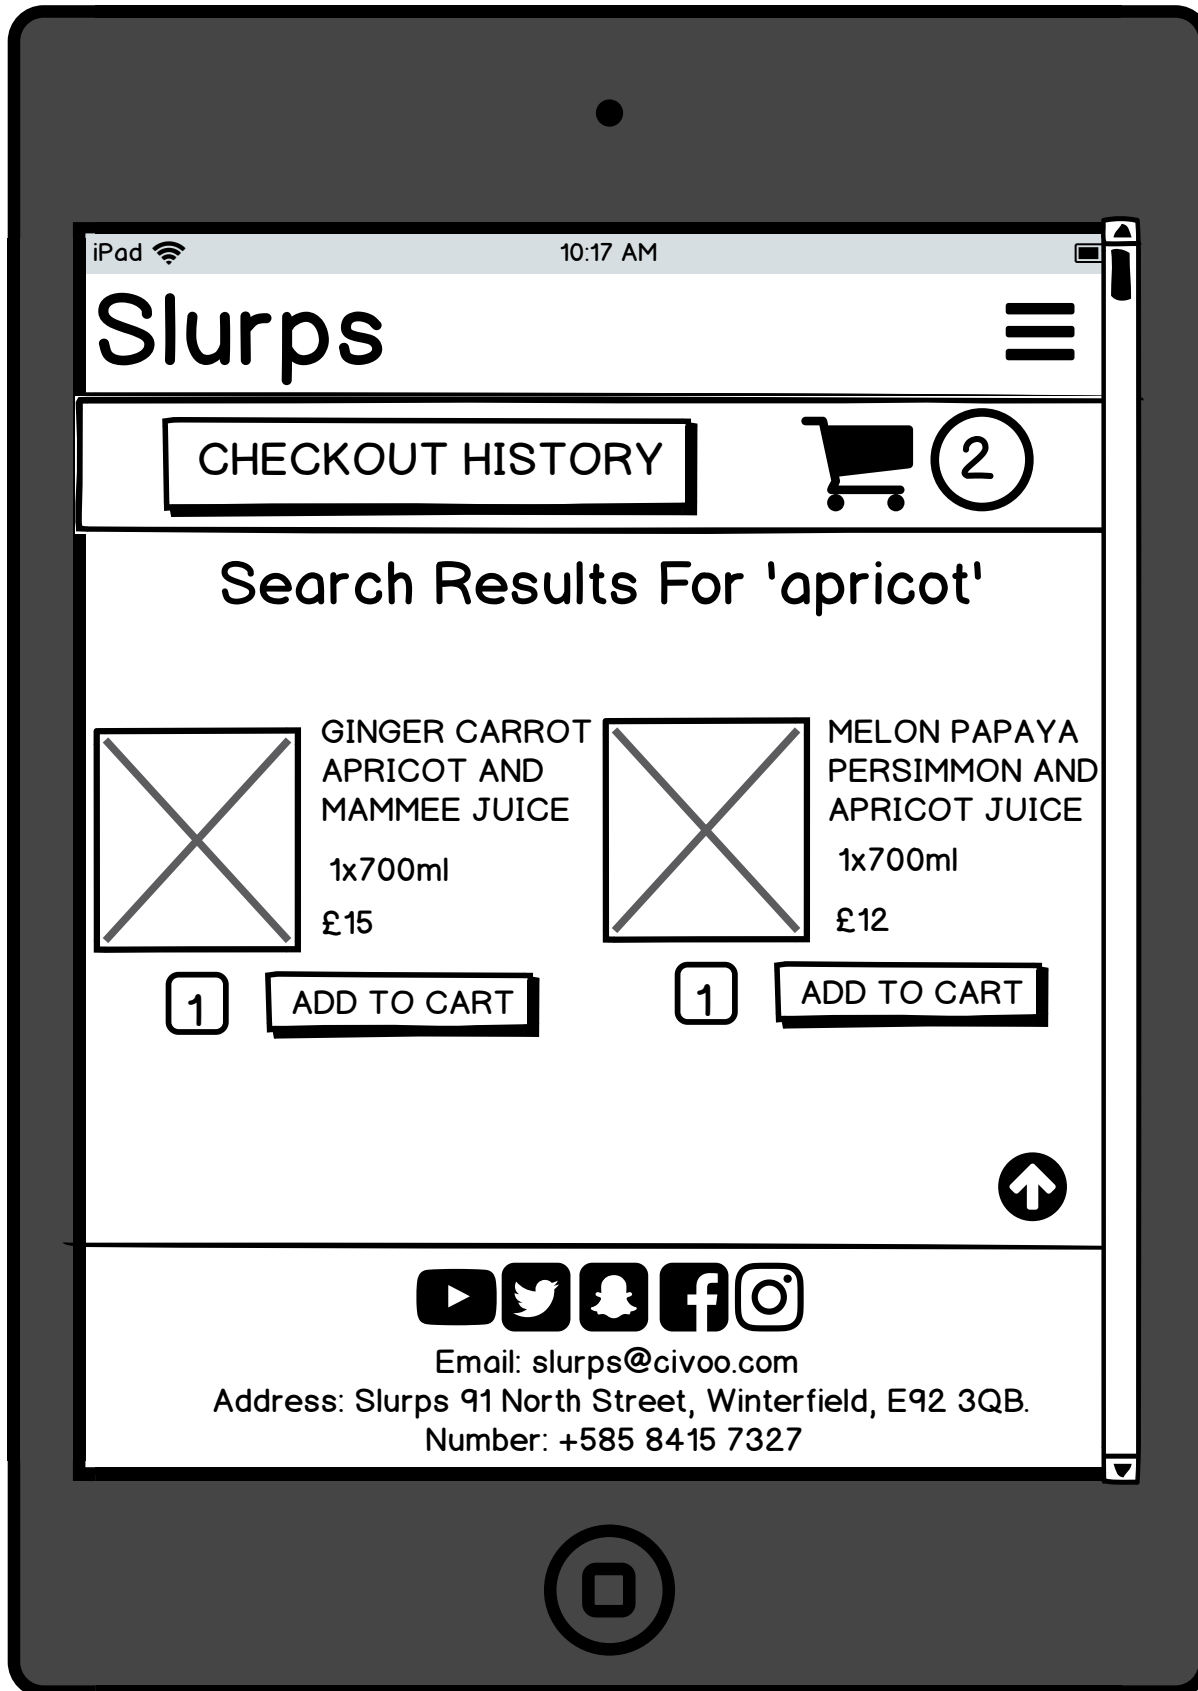 iPad
10:17 AM
Slurps
CHECKOUT HISTORY
2
Search Results For 'apricot'
GINGER CARROT
APRICOT AND
MAMMEE JUICE
1x700ml
£15
1
ADD TO CART
MELON PAPAYA
PERSIMMON AND
APRICOT JUICE
1x700ml
£12
1
ADD TO CART
Email: slurps@civoo.com
Address: Slurps 91 North Street, Winterfield, E92 3QB.
Number: +585 8415 7327